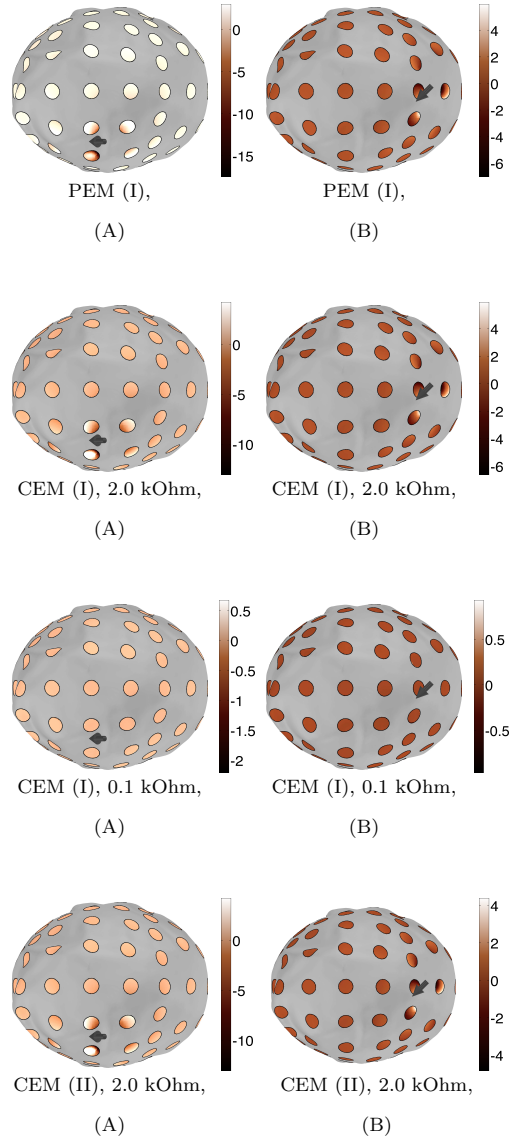 0
-5
-10
-15
4
2
0
-2
-4
-6
PEM (I),
PEM (I),
(A)
(B)
0
-5
-10
4
2
0
-2
-4
-6
CEM (I), 2.0 kOhm,
CEM (I), 2.0 kOhm,
(A)
(B)
0.5
0
-0.5
-1
-1.5
-2
0.5
0
-0.5
CEM (I), 0.1 kOhm,
CEM (I), 0.1 kOhm,
(A)
(B)
0
-5
-10
4
2
0
-2
-4
CEM (II), 2.0 kOhm,
CEM (II), 2.0 kOhm,
(A)
(B)